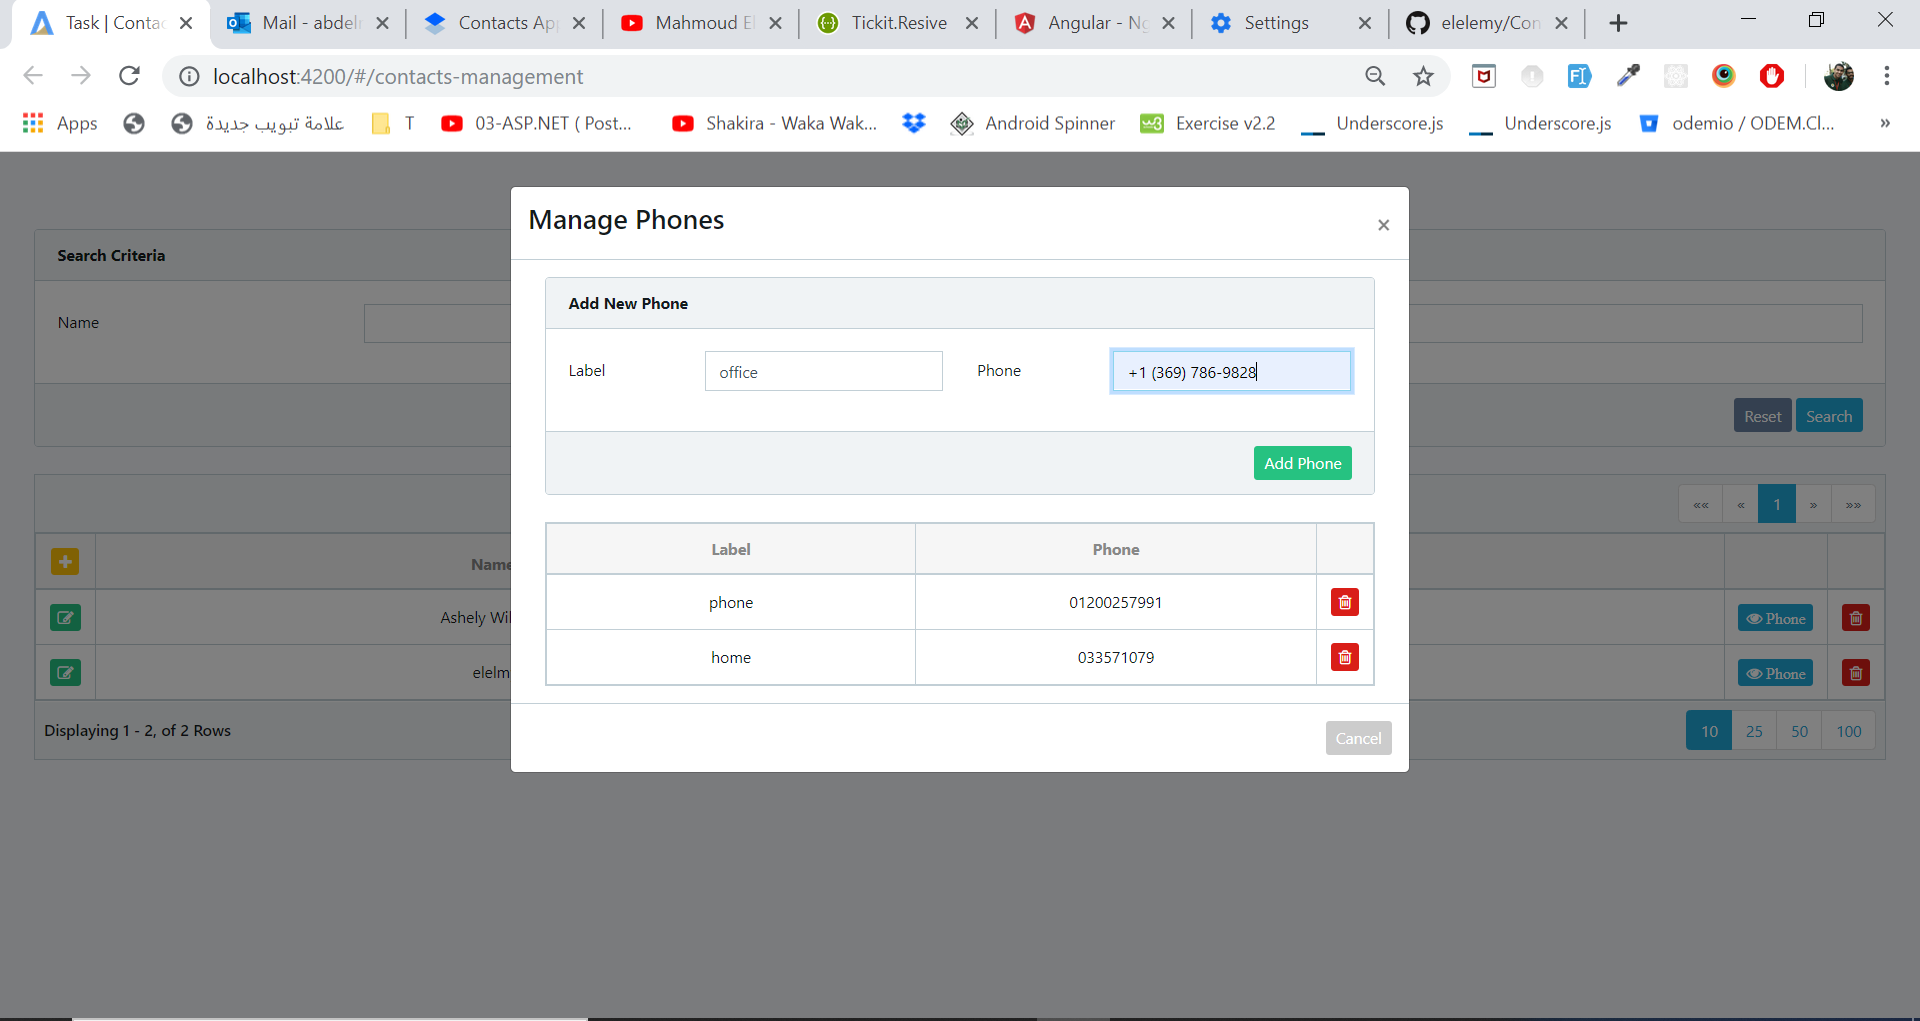 Task | Contac
Mail - abdelr
Contacts Ap
Mahmoud El
Tickit.Resive
Angular - Ng
Settings
elelemy/Con
localhost:4200/#/contacts-management
Apps
علامة تبويب جديدة
T
03-ASP.NET ( Post...
Shakira - Waka Wak...
Android Spinner
Exercise v2.2
Underscore.js
Underscore.js
odemio / ODEM.Cl...
»
Manage Phones
×
Search Criteria
Add New Phone
Name
Label
office
Phone
+1 (369) 786-9828
Reset
Search
Add Phone
«« « 1 » »»
Label
Phone
Name
phone
01200257991
Ashely Wil
Phone
home
033571079
elelm
Phone
Displaying 1 - 2, of 2 Rows
Cancel
10 25 50 100